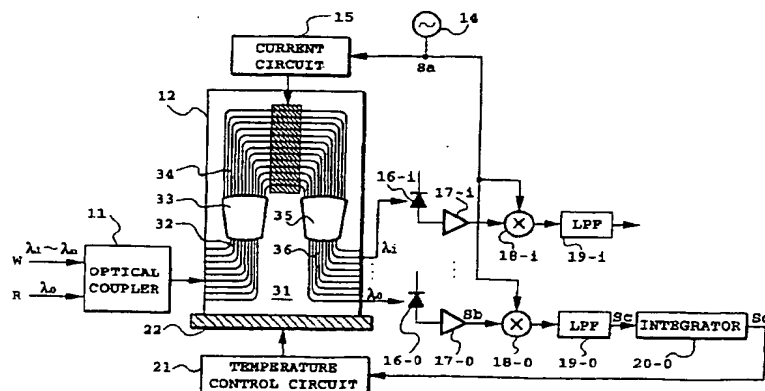 15
14
CURRENT
CIRCUIT
Sa
12
34
33
32
35
36
31
16-i
17-i
18-i
LPF
19-i
11
λ1~λn
W
OPTICAL
COUPLER
R
λ0
λi
λ0
16-0
17-0
Sb
18-0
LPF
19-0
Sc
INTEGRATOR
20-0
Sd
22
21
TEMPERATURE
CONTROL CIRCUIT